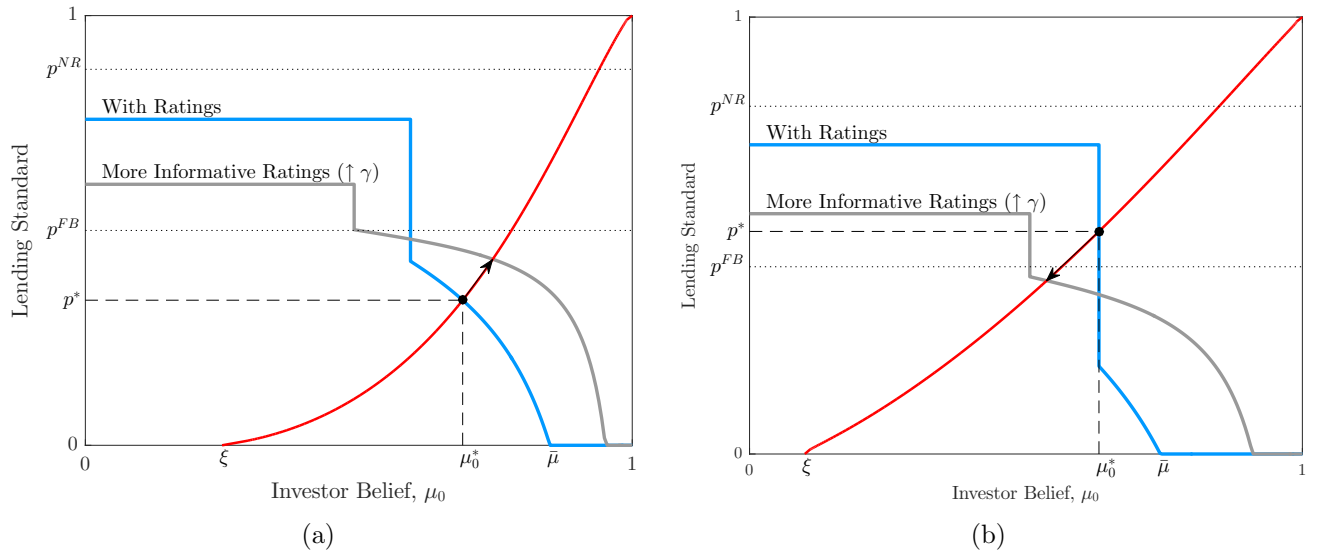 1
p^{NR}
With Ratings
More Informative Ratings (↑ γ)
p^{FB}
p^*
0
Lending Standard
0
ξ
μ_0^*
μ̄
1
Investor Belief, μ_0
(a)
1
p^{NR}
With Ratings
More Informative Ratings (↑ γ)
p^*
p^{FB}
0
Lending Standard
0
ξ
μ_0^*
μ̄
1
Investor Belief, μ_0
(b)